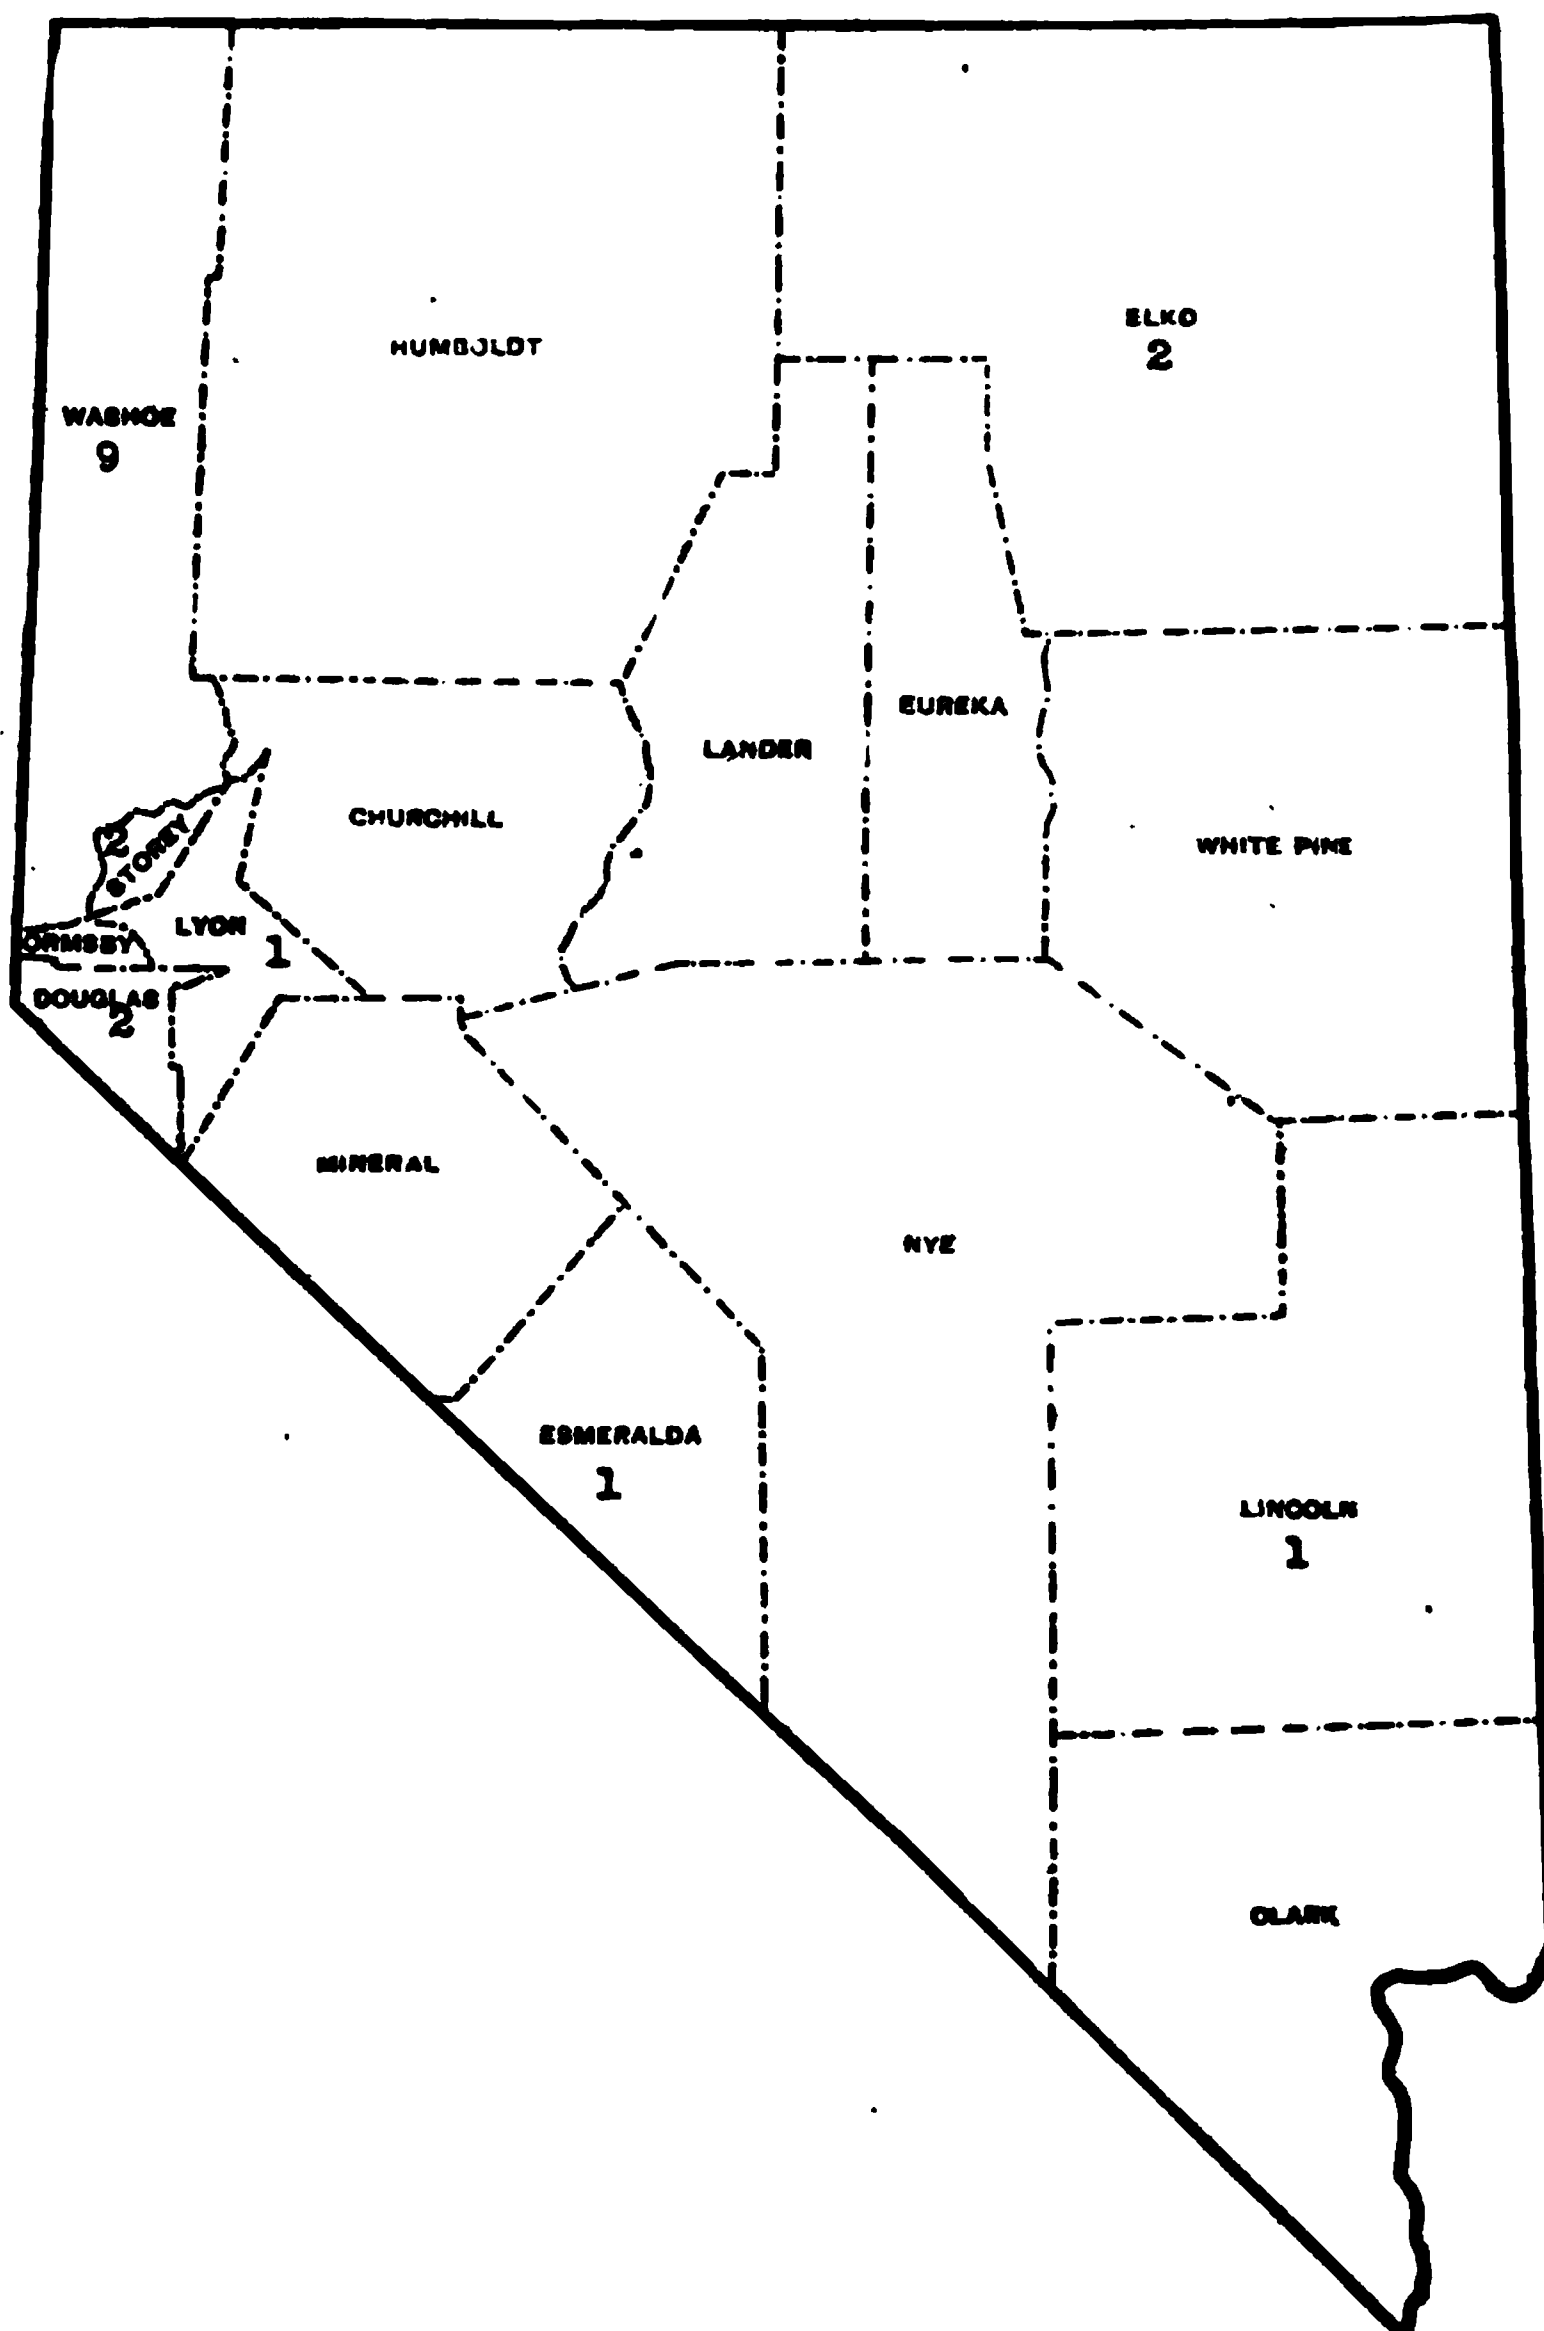 HUMBOLDT
ELKO
2
WASHOE
9
EUREKA
LANDER
CHURCHILL
WHITE PINE
2
STOREY
LYON
1
ORMSBY
DOUGLAS
2
MINERAL
NYE
ESMERALDA
1
LINCOLN
1
CLARK